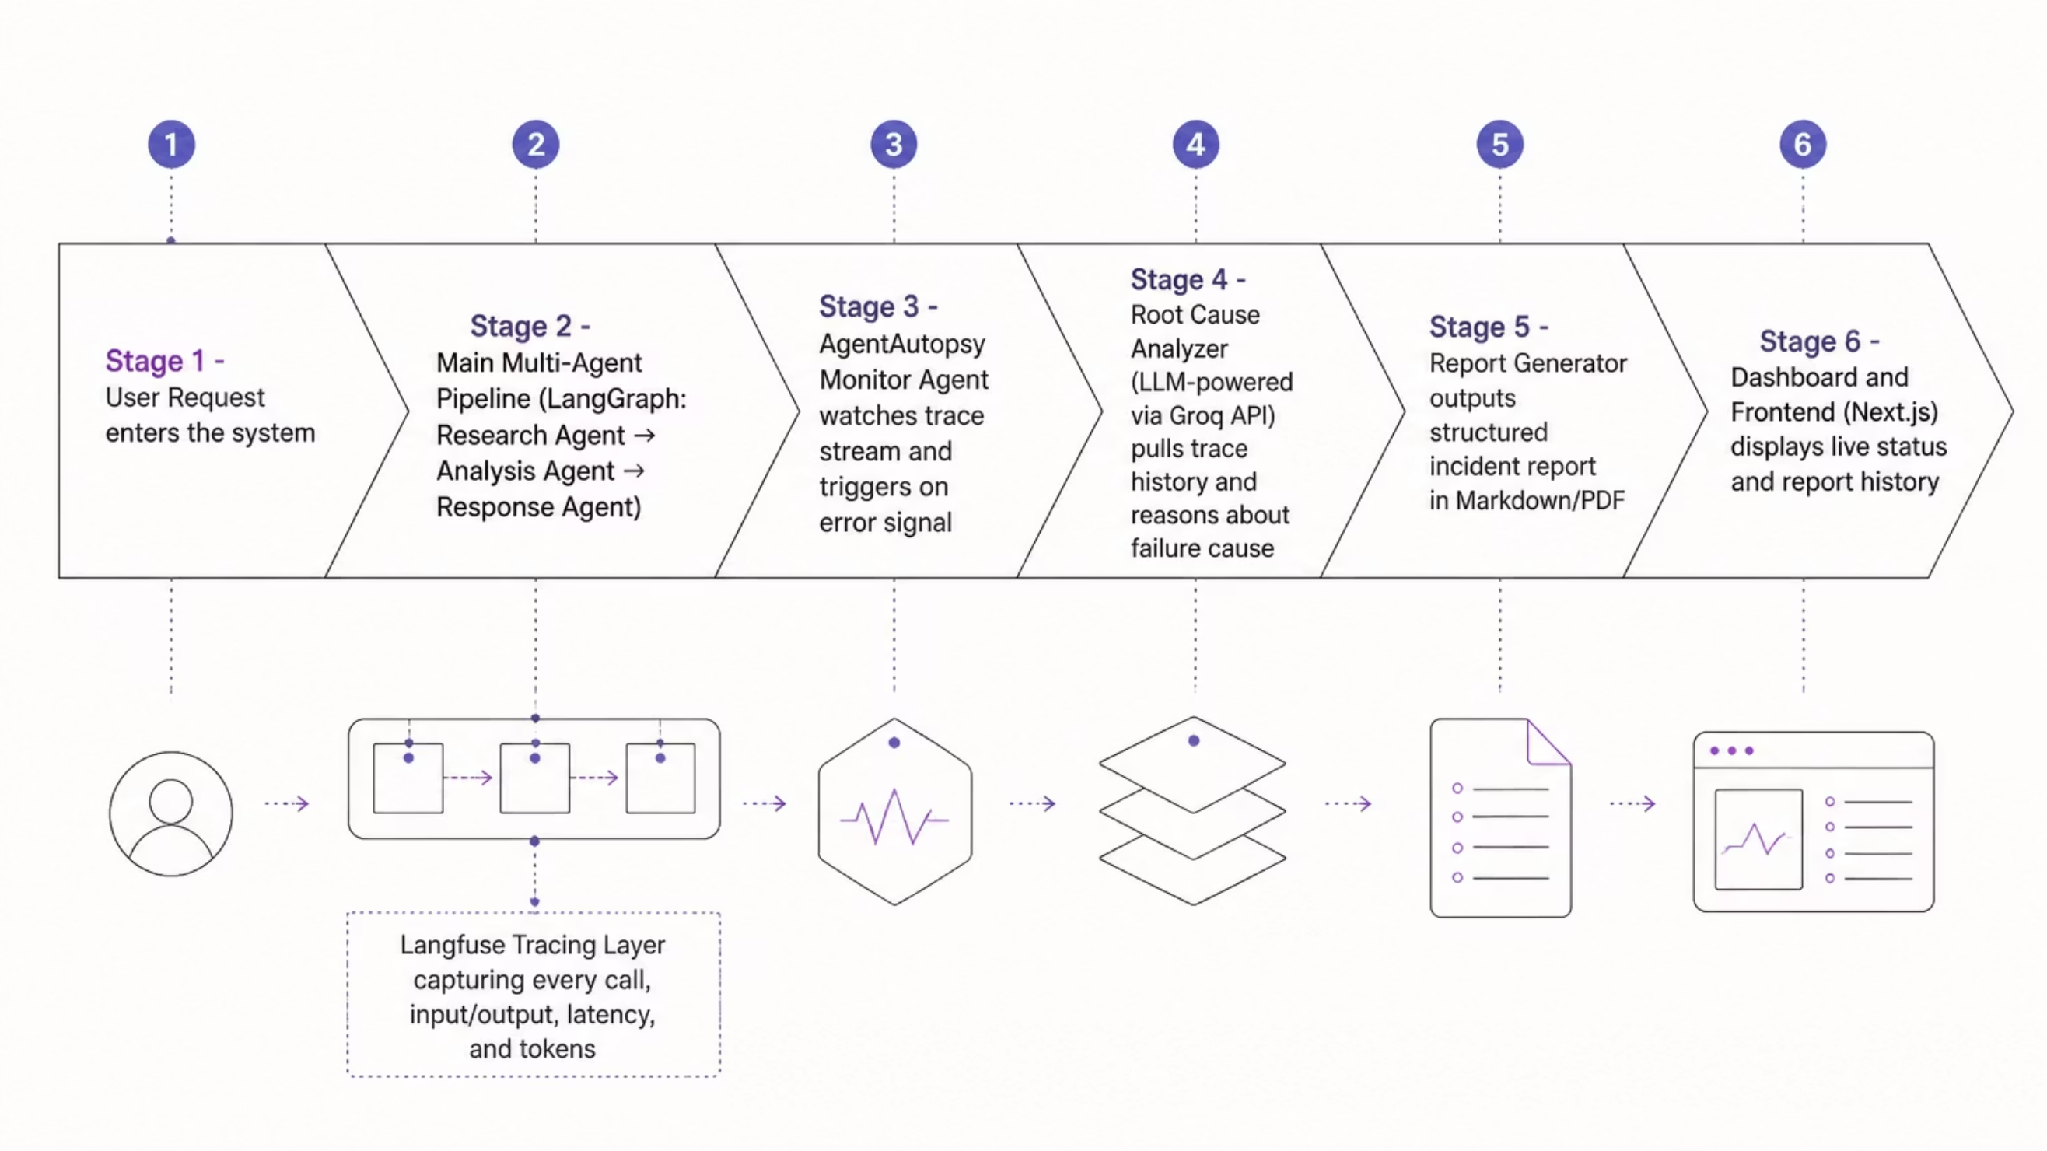 1
2
3
4
5
6
Stage 1 -
User Request
enters the system
Stage 2 -
Main Multi-Agent
Pipeline (LangGraph:
Research Agent →
Analysis Agent →
Response Agent)
Stage 3 -
AgentAutopsy
Monitor Agent
watches trace
stream and
triggers on
error signal
Stage 4 -
Root Cause
Analyzer
(LLM-powered
via Groq API)
pulls trace
history and
reasons about
failure cause
Stage 5 -
Report Generator
outputs
structured
incident report
in Markdown/PDF
Stage 6 -
Dashboard and
Frontend (Next.js)
displays live status
and report history
Langfuse Tracing Layer
capturing every call,
input/output, latency,
and tokens